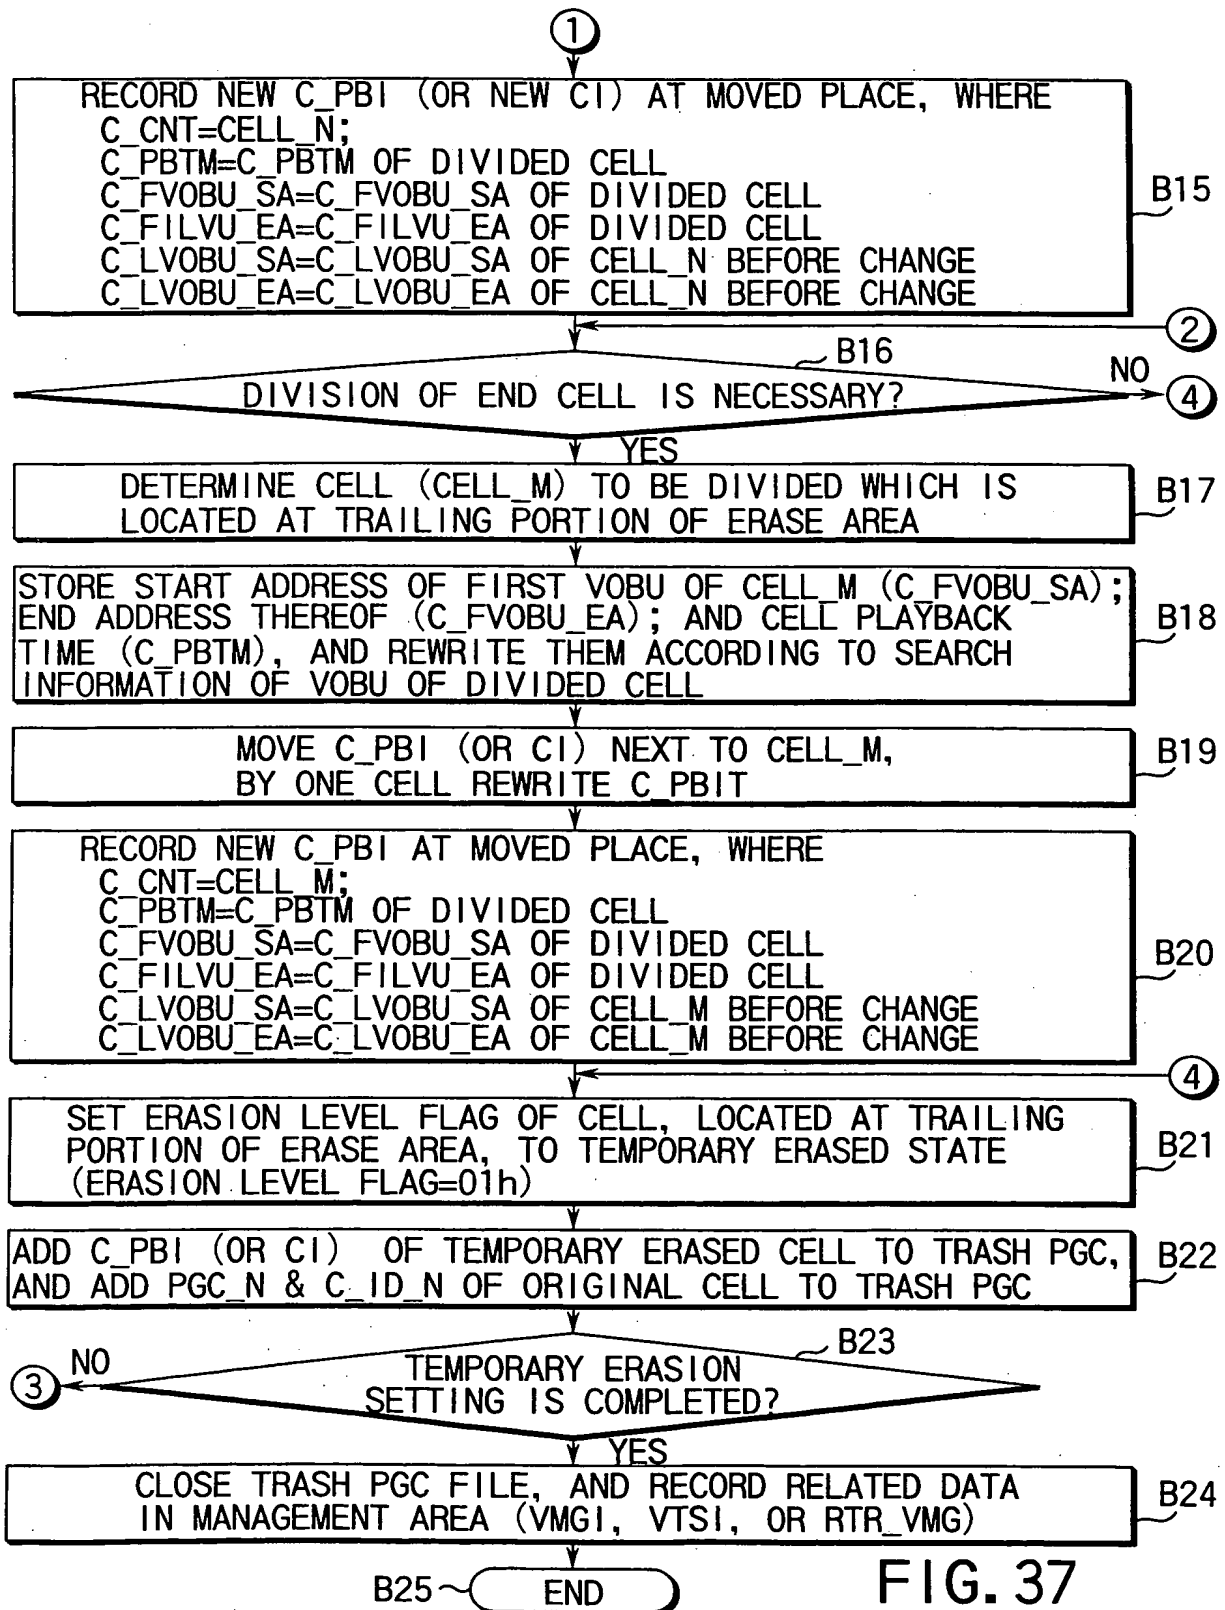 1
RECORD NEW C_PBI (OR NEW CI) AT MOVED PLACE, WHERE
C_CNT=CELL_N;
C_PBTM=C_PBTM OF DIVIDED CELL
C_FVOBU_SA=C_FVOBU_SA OF DIVIDED CELL
C_FILVU_EA=C_FILVU_EA OF DIVIDED CELL
C_LVOBU_SA=C_LVOBU_SA OF CELL_N BEFORE CHANGE
C_LVOBU_EA=C_LVOBU_EA OF CELL_N BEFORE CHANGE
B15
2
B16
DIVISION OF END CELL IS NECESSARY?
NO
4
YES
DETERMINE CELL (CELL_M) TO BE DIVIDED WHICH IS
LOCATED AT TRAILING PORTION OF ERASE AREA
B17
STORE START ADDRESS OF FIRST VOBU OF CELL_M (C_FVOBU_SA);
END ADDRESS THEREOF (C_FVOBU_EA); AND CELL PLAYBACK
TIME (C_PBTM), AND REWRITE THEM ACCORDING TO SEARCH
INFORMATION OF VOBU OF DIVIDED CELL
B18
MOVE C_PBI (OR CI) NEXT TO CELL_M,
BY ONE CELL REWRITE C_PBIT
B19
RECORD NEW C_PBI AT MOVED PLACE, WHERE
C_CNT=CELL_M;
C_PBTM=C_PBTM OF DIVIDED CELL
C_FVOBU_SA=C_FVOBU_SA OF DIVIDED CELL
C_FILVU_EA=C_FILVU_EA OF DIVIDED CELL
C_LVOBU_SA=C_LVOBU_SA OF CELL_M BEFORE CHANGE
C_LVOBU_EA=C_LVOBU_EA OF CELL_M BEFORE CHANGE
B20
4
SET ERASION LEVEL FLAG OF CELL, LOCATED AT TRAILING
PORTION OF ERASE AREA, TO TEMPORARY ERASED STATE
(ERASION LEVEL FLAG=01h)
B21
ADD C_PBI (OR CI) OF TEMPORARY ERASED CELL TO TRASH PGC,
AND ADD PGC_N & C_ID_N OF ORIGINAL CELL TO TRASH PGC
B22
B23
TEMPORARY ERASION
SETTING IS COMPLETED?
NO
3
YES
CLOSE TRASH PGC FILE, AND RECORD RELATED DATA
IN MANAGEMENT AREA (VMGI, VTSI, OR RTR_VMG)
B24
B25
END
FIG. 37